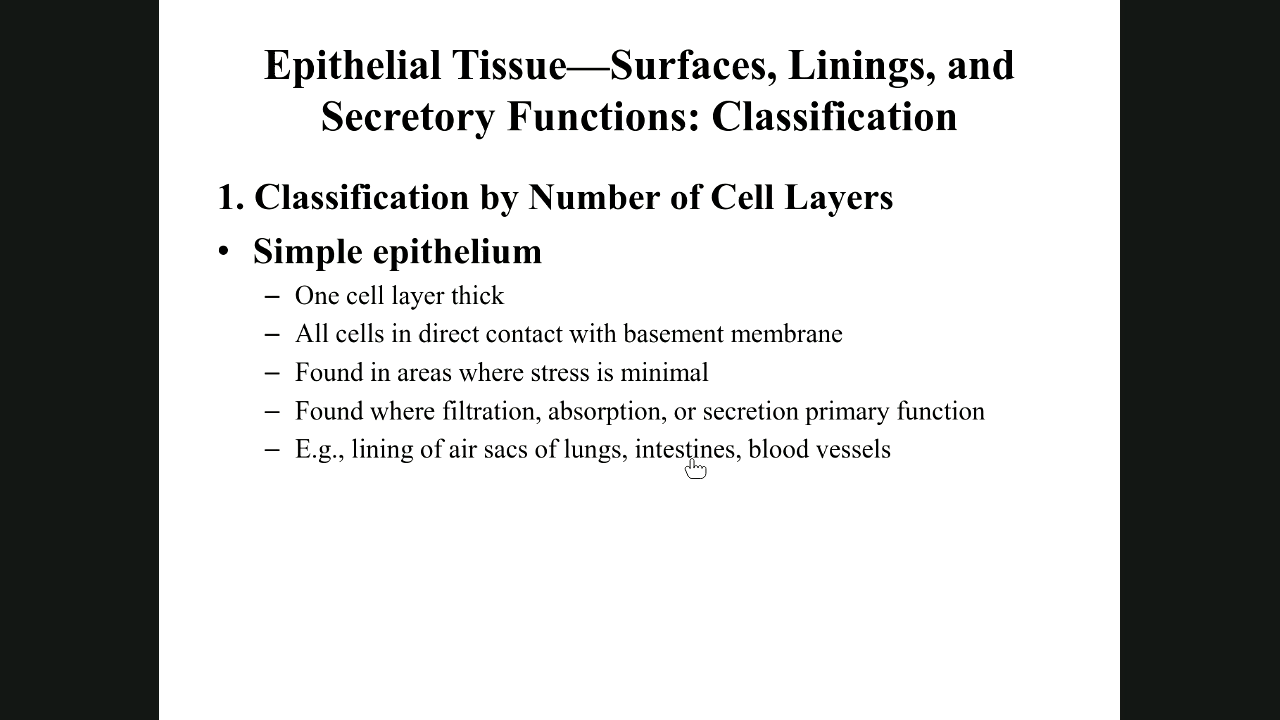 Epithelial Tissue—Surfaces, Linings, and
Secretory Functions: Classification
1. Classification by Number of Cell Layers
• Simple epithelium
– One cell layer thick
– All cells in direct contact with basement membrane
– Found in areas where stress is minimal
– Found where filtration, absorption, or secretion primary function
– E.g., lining of air sacs of lungs, intestines, blood vessels